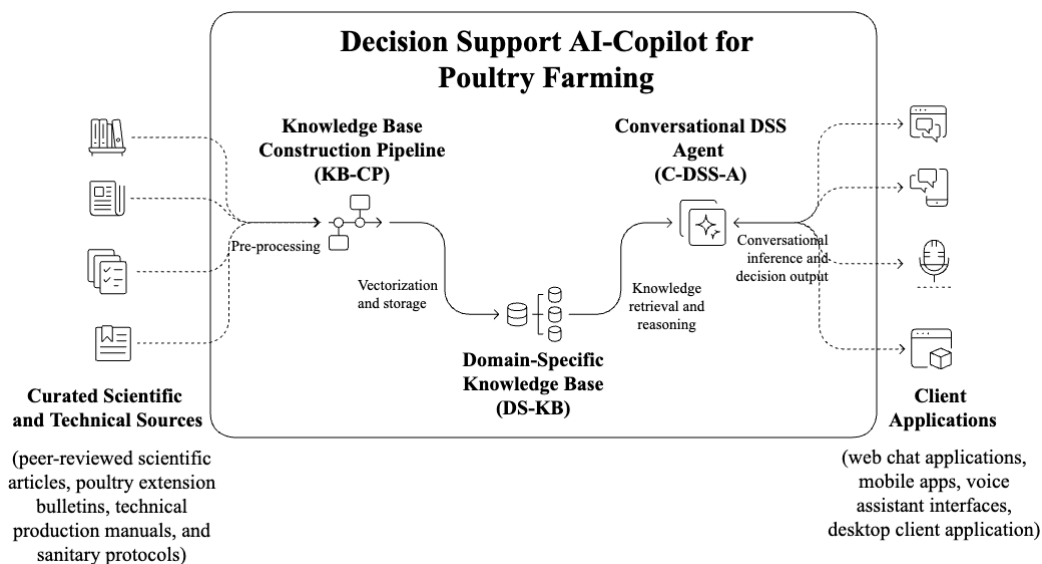 Decision Support AI-Copilot for
Poultry Farming
Knowledge Base
Construction Pipeline
(KB-CP)
Conversational DSS
Agent
(C-DSS-A)
Pre-processing
Vectorization
and storage
Knowledge
retrieval and
reasoning
Conversational
inference and
decision output
Domain-Specific
Knowledge Base
(DS-KB)
Curated Scientific
and Technical Sources
(peer-reviewed scientific
articles, poultry extension
bulletins, technical
production manuals, and
sanitary protocols)
Client
Applications
(web chat applications,
mobile apps, voice
assistant interfaces,
desktop client application)